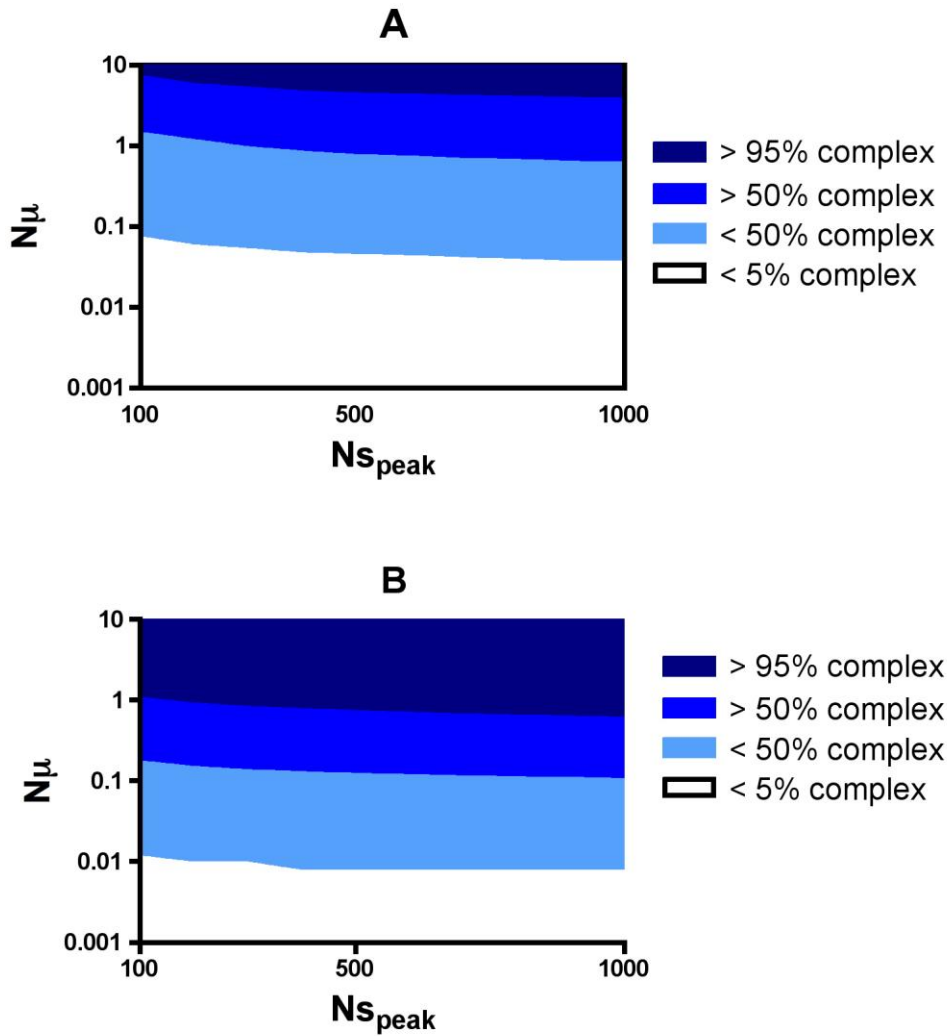 A
10
1
0.1
0.01
0.001
Nμ
100
500
1000
Ns_peak
> 95% complex
> 50% complex
< 50% complex
< 5% complex
B
10
1
0.1
0.01
0.001
Nμ
100
500
1000
Ns_peak
> 95% complex
> 50% complex
< 50% complex
< 5% complex